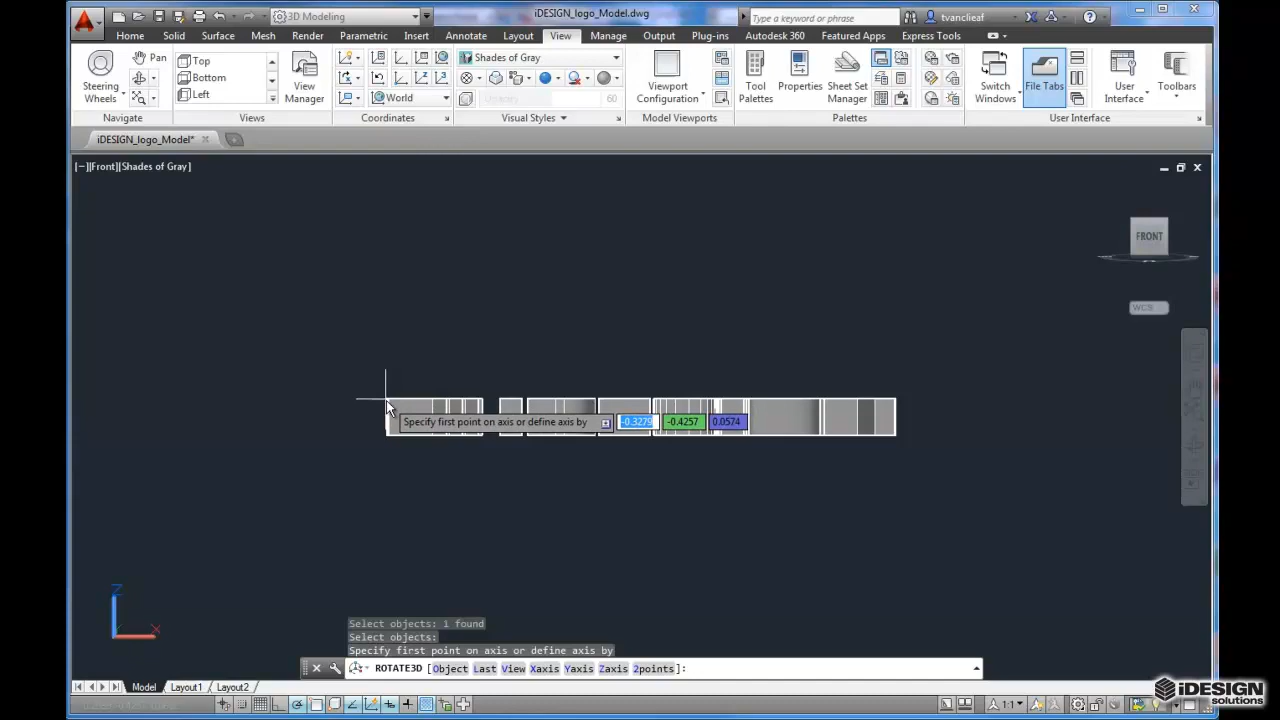 3D Modeling
iDESIGN_logo_Model.dwg
Type a keyword or phrase
tvanclieaf
Home Solid Surface Mesh Render Parametric Insert Annotate Layout View Manage Output Plug-ins Autodesk 360 Featured Apps Express Tools
Steering Wheels
Pan
Navigate
Top
Bottom
Left
View Manager
Views
World
Coordinates
Shades of Gray
Opacity 60
Visual Styles
Viewport Configuration
Model Viewports
Tool Palettes
Properties
Sheet Set Manager
Palettes
Switch Windows
File Tabs
User Interface
Toolbars
User Interface
iDESIGN_logo_Model*
[−][Front][Shades of Gray]
FRONT
WCS
Specify first point on axis or define axis by -0.3279 -0.4257 0.0574
Z
X
Select objects: 1 found
Select objects:
Specify first point on axis or define axis by
ROTATE3D [Object Last View Xaxis Yaxis Zaxis 2points]:
Model Layout1 Layout2
1:1
iDESIGN
solutions